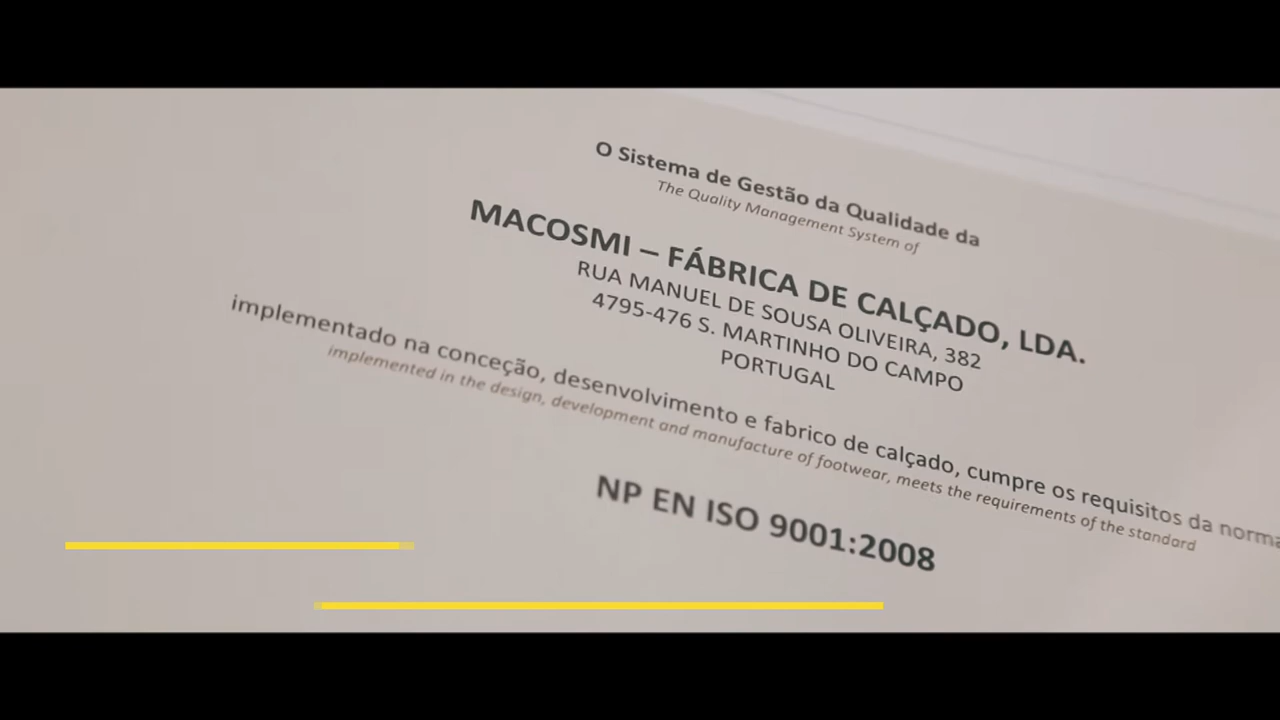 O Sistema de Gestão da Qualidade da
The Quality Management System of
MACOSMI – FÁBRICA DE CALÇADO, LDA.
RUA MANUEL DE SOUSA OLIVEIRA, 382
4795-476 S. MARTINHO DO CAMPO
PORTUGAL
implementado na conceção, desenvolvimento e fabrico de calçado, cumpre os requisitos da norma
implemented in the design, development and manufacture of footwear, meets the requirements of the standard
NP EN ISO 9001:2008